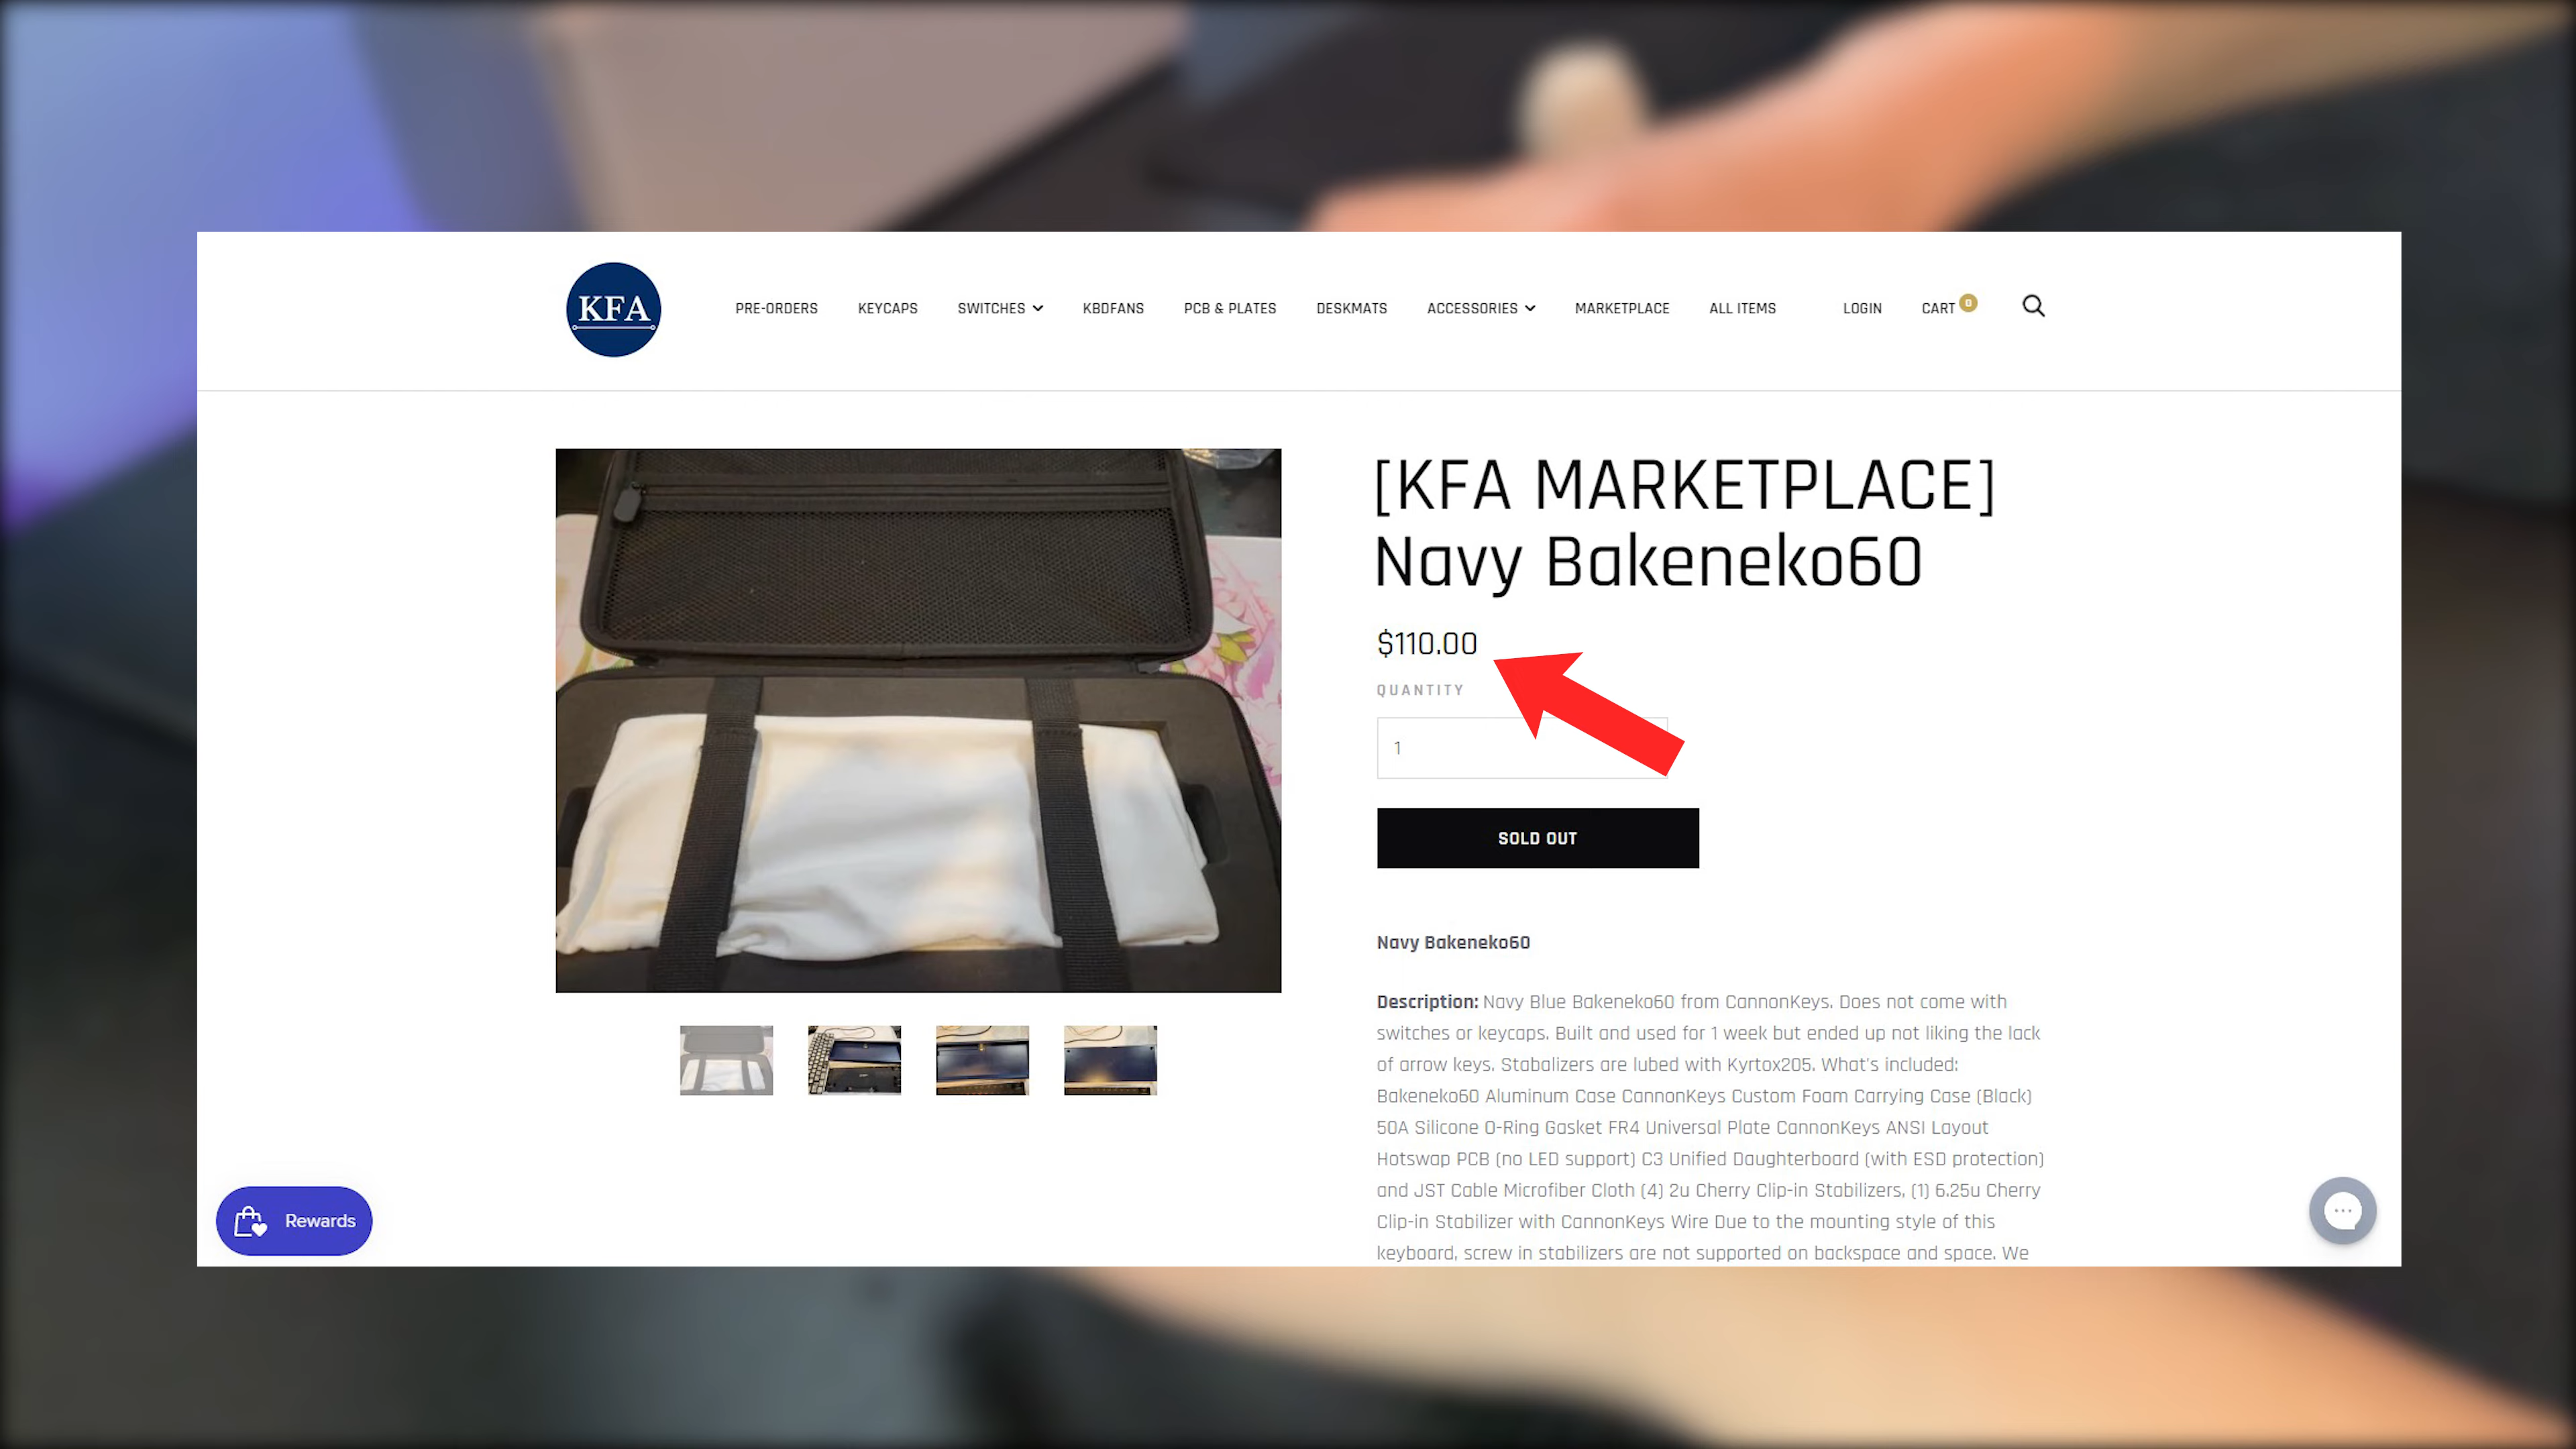 KFA
PRE-ORDERS
KEYCAPS
SWITCHES
KBDFANS
PCB & PLATES
DESKMATS
ACCESSORIES
MARKETPLACE
ALL ITEMS
LOGIN
CART 0
[KFA MARKETPLACE]
Navy Bakeneko60
$110.00
QUANTITY
1
SOLD OUT
Navy Bakeneko60
Description: Navy Blue Bakeneko60 from CannonKeys. Does not come with
switches or keycaps. Built and used for 1 week but ended up not liking the lack
of arrow keys. Stabalizers are lubed with Kyrtox205. What's included:
Bakeneko60 Aluminum Case CannonKeys Custom Foam Carrying Case (Black)
50A Silicone O-Ring Gasket FR4 Universal Plate CannonKeys ANSI Layout
Hotswap PCB (no LED support) C3 Unified Daughterboard (with ESD protection)
and JST Cable Microfiber Cloth (4) 2u Cherry Clip-in Stabilizers, (1) 6.25u Cherry
Clip-in Stabilizer with CannonKeys Wire Due to the mounting style of this
keyboard, screw in stabilizers are not supported on backspace and space. We
Rewards